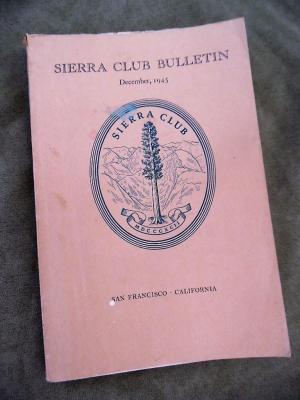 SIERRA CLUB BULLETIN
December, 1945
SIERRA CLUB
MDCCCXCII
SAN FRANCISCO - CALIFORNIA